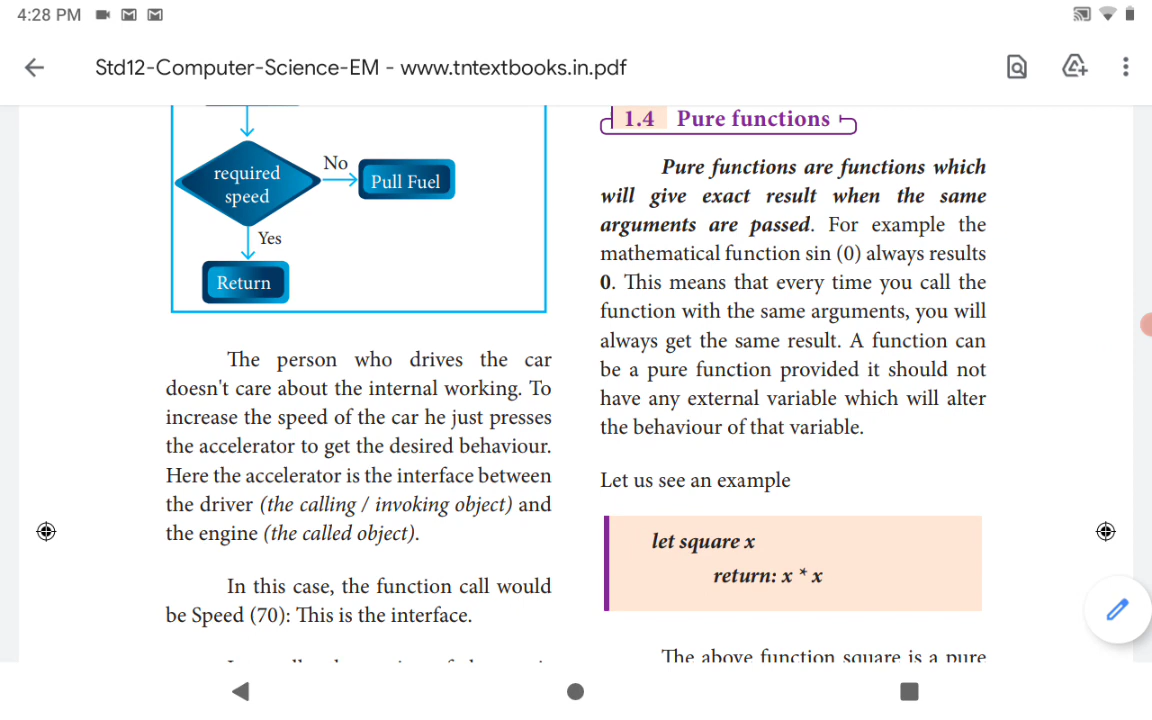 4:28 PM
Std12-Computer-Science-EM - www.tntextbooks.in.pdf
required
speed
No
Pull Fuel
Yes
Return
The person who drives the car
doesn't care about the internal working. To
increase the speed of the car he just presses
the accelerator to get the desired behaviour.
Here the accelerator is the interface between
the driver (the calling / invoking object) and
the engine (the called object).
In this case, the function call would
be Speed (70): This is the interface.
1.4 Pure functions
Pure functions are functions which
will give exact result when the same
arguments are passed. For example the
mathematical function sin (0) always results
0. This means that every time you call the
function with the same arguments, you will
always get the same result. A function can
be a pure function provided it should not
have any external variable which will alter
the behaviour of that variable.
Let us see an example
let square x
return: x * x
The above function square is a pure